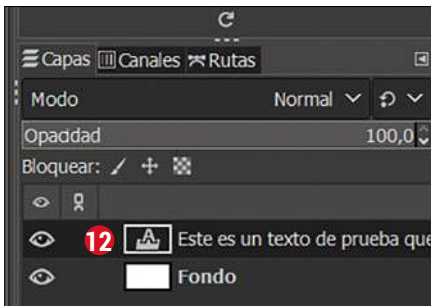 Capas Canales Rutas
Modo Normal
Opacidad 100,0
Bloquear:
12 Este es un texto de prueba que
Fondo